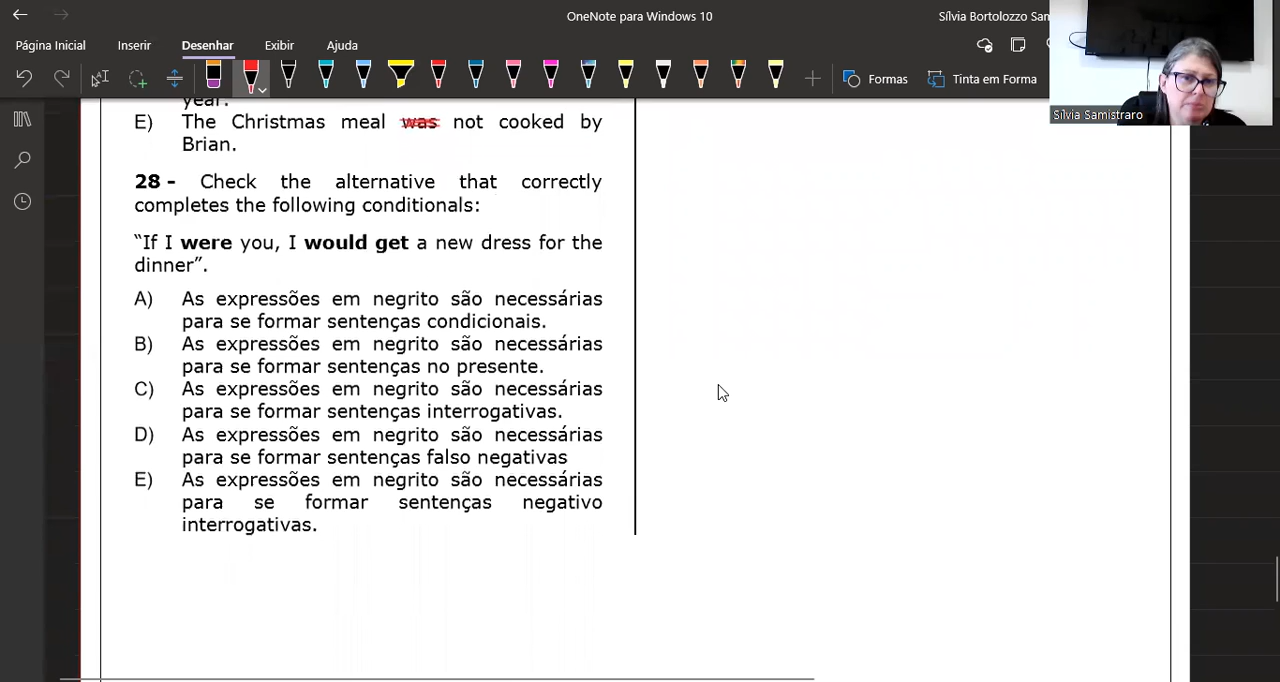 OneNote para Windows 10
Sílvia Bortolozzo Sam
Página Inicial Inserir Desenhar Exibir Ajuda
Formas Tinta em Forma
Sílvia Samistraro
year.
E) The Christmas meal was not cooked by
Brian.
28 - Check the alternative that correctly
completes the following conditionals:
“If I were you, I would get a new dress for the
dinner”.
A) As expressões em negrito são necessárias
para se formar sentenças condicionais.
B) As expressões em negrito são necessárias
para se formar sentenças no presente.
C) As expressões em negrito são necessárias
para se formar sentenças interrogativas.
D) As expressões em negrito são necessárias
para se formar sentenças falso negativas
E) As expressões em negrito são necessárias
para se formar sentenças negativo
interrogativas.